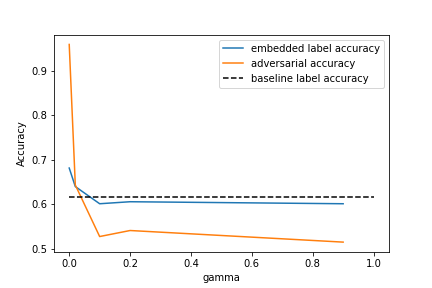 embedded label accuracy
adversarial accuracy
baseline label accuracy
Accuracy
0.9
0.8
0.7
0.6
0.5
0.0 0.2 0.4 0.6 0.8 1.0
gamma